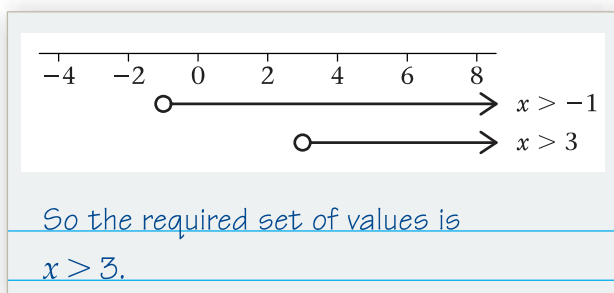 −4 −2 0 2 4 6 8
x > −1
x > 3
So the required set of values is
x > 3.